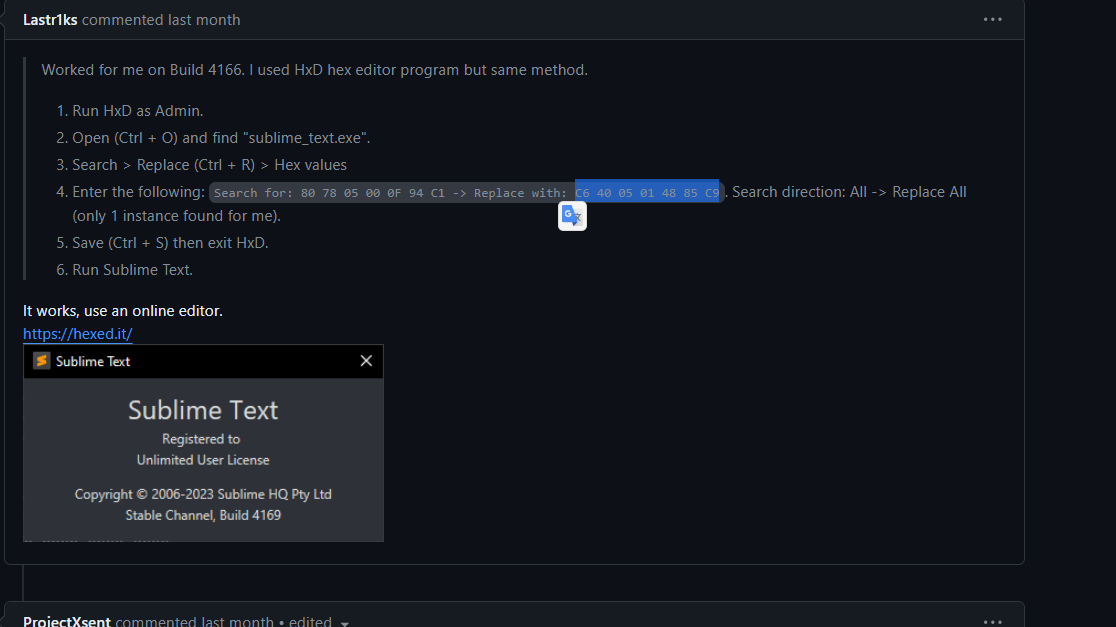 Lastr1ks commented last month
Worked for me on Build 4166. I used HxD hex editor program but same method.
1. Run HxD as Admin.
2. Open (Ctrl + O) and find "sublime_text.exe".
3. Search > Replace (Ctrl + R) > Hex values
4. Enter the following: Search for: 80 78 05 00 0F 94 C1 -> Replace with: C6 40 05 01 48 85 C9. Search direction: All -> Replace All
(only 1 instance found for me).
5. Save (Ctrl + S) then exit HxD.
6. Run Sublime Text.
It works, use an online editor.
https://hexed.it/
Sublime Text
Sublime Text
Registered to
Unlimited User License
Copyright © 2006-2023 Sublime HQ Pty Ltd
Stable Channel, Build 4169
ProjectXsent commented last month • edited